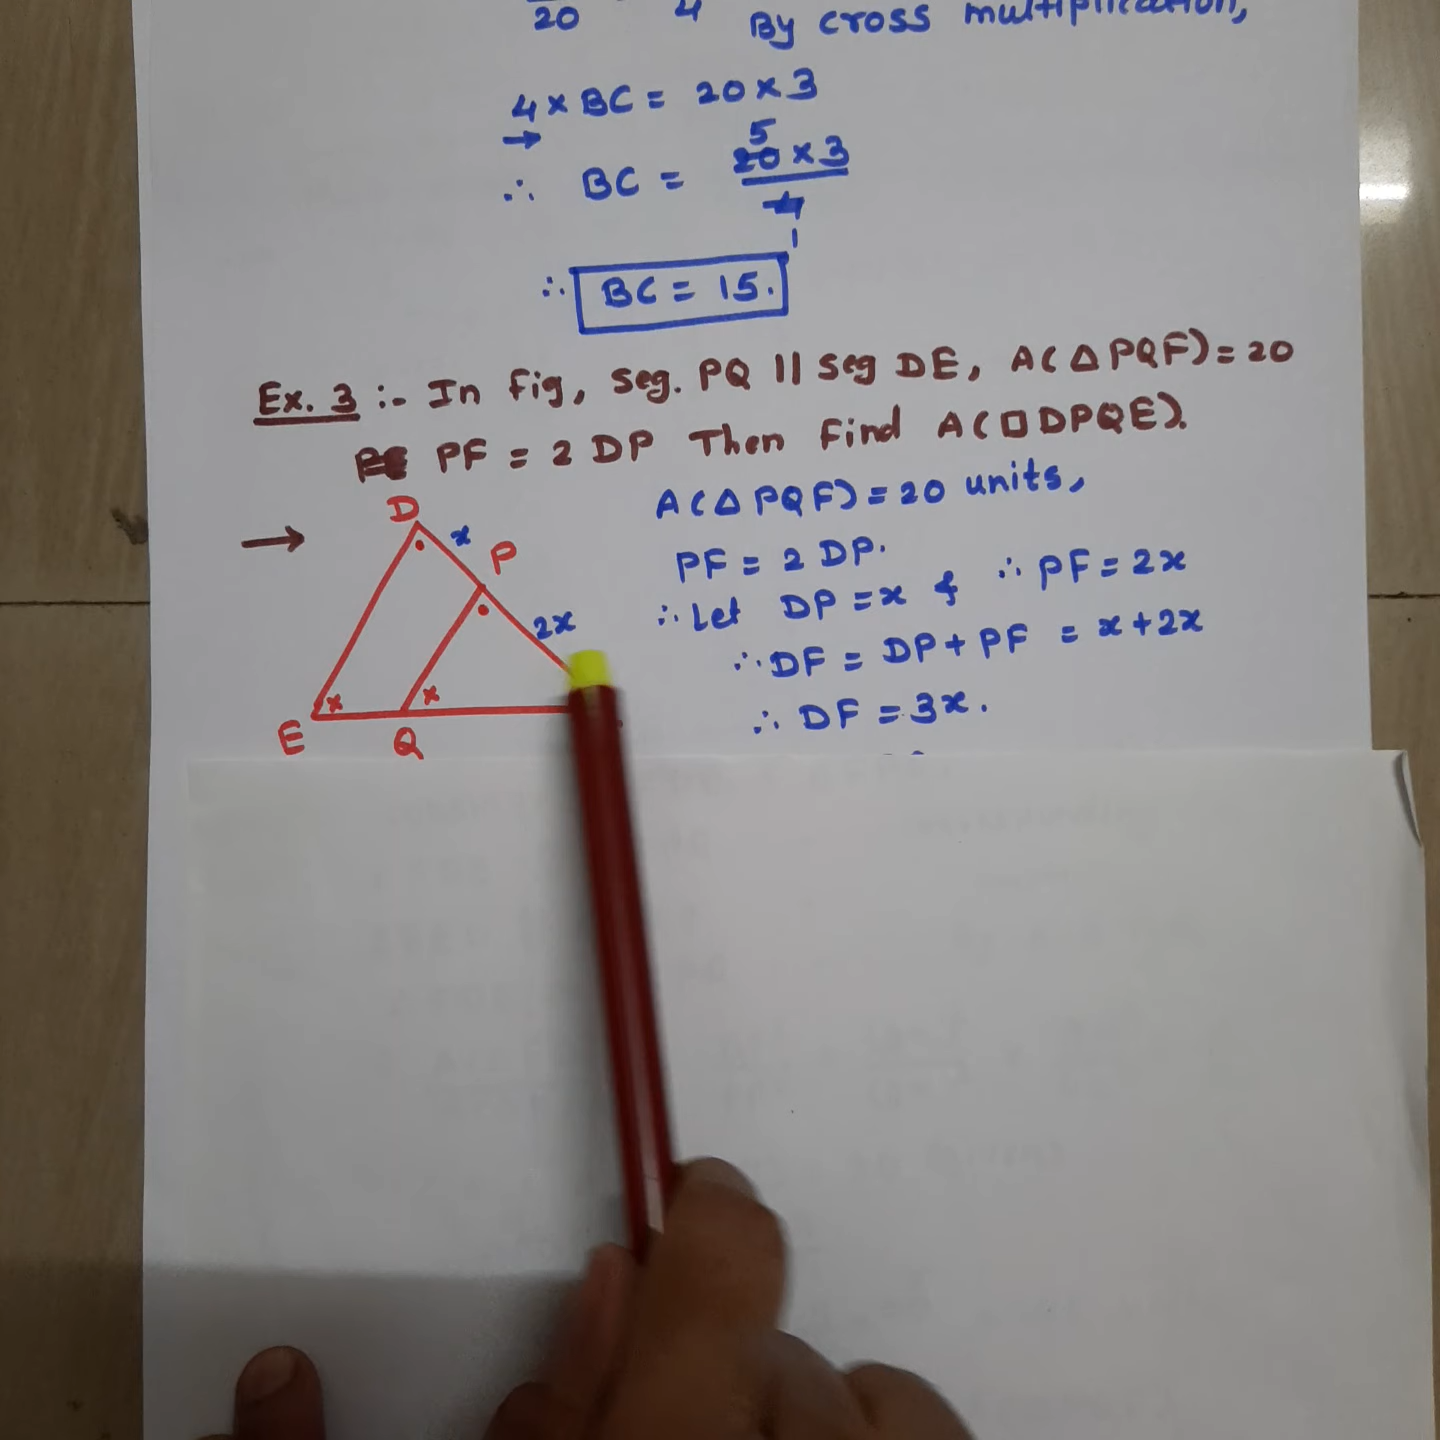 20 4 By cross multiplication,
4 × BC = 20 × 3
∴ BC = 20 × 3 / 4
5
1
∴ BC = 15.
Ex. 3 :- In fig, seg. PQ || seg DE, A(△PQF) = 20
PF = 2 DP Then Find A(□DPQE).
A(△PQF) = 20 units,
PF = 2 DP.
∴ Let DP = x & ∴ PF = 2x
∴ DF = DP + PF = x + 2x
∴ DF = 3x.
D
x
P
2x
x
x
E
Q